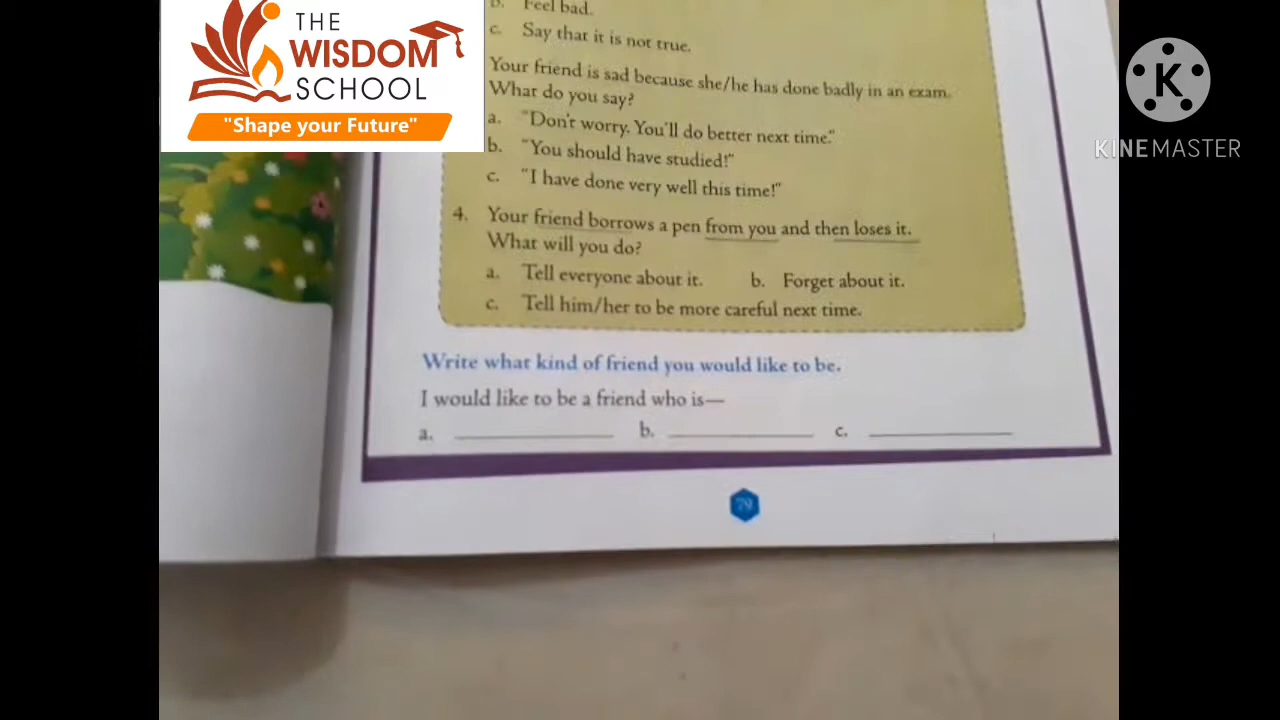 THE
WISDOM
SCHOOL
"Shape your Future"
K
KINEMASTER
b. Feel bad.
c. Say that it is not true.
Your friend is sad because she/he has done badly in an exam.
What do you say?
a. "Don't worry. You'll do better next time."
b. "You should have studied!"
c. "I have done very well this time!"
4. Your friend borrows a pen from you and then loses it.
What will you do?
a. Tell everyone about it. b. Forget about it.
c. Tell him/her to be more careful next time.
Write what kind of friend you would like to be.
I would like to be a friend who is—
a. b. c.
79